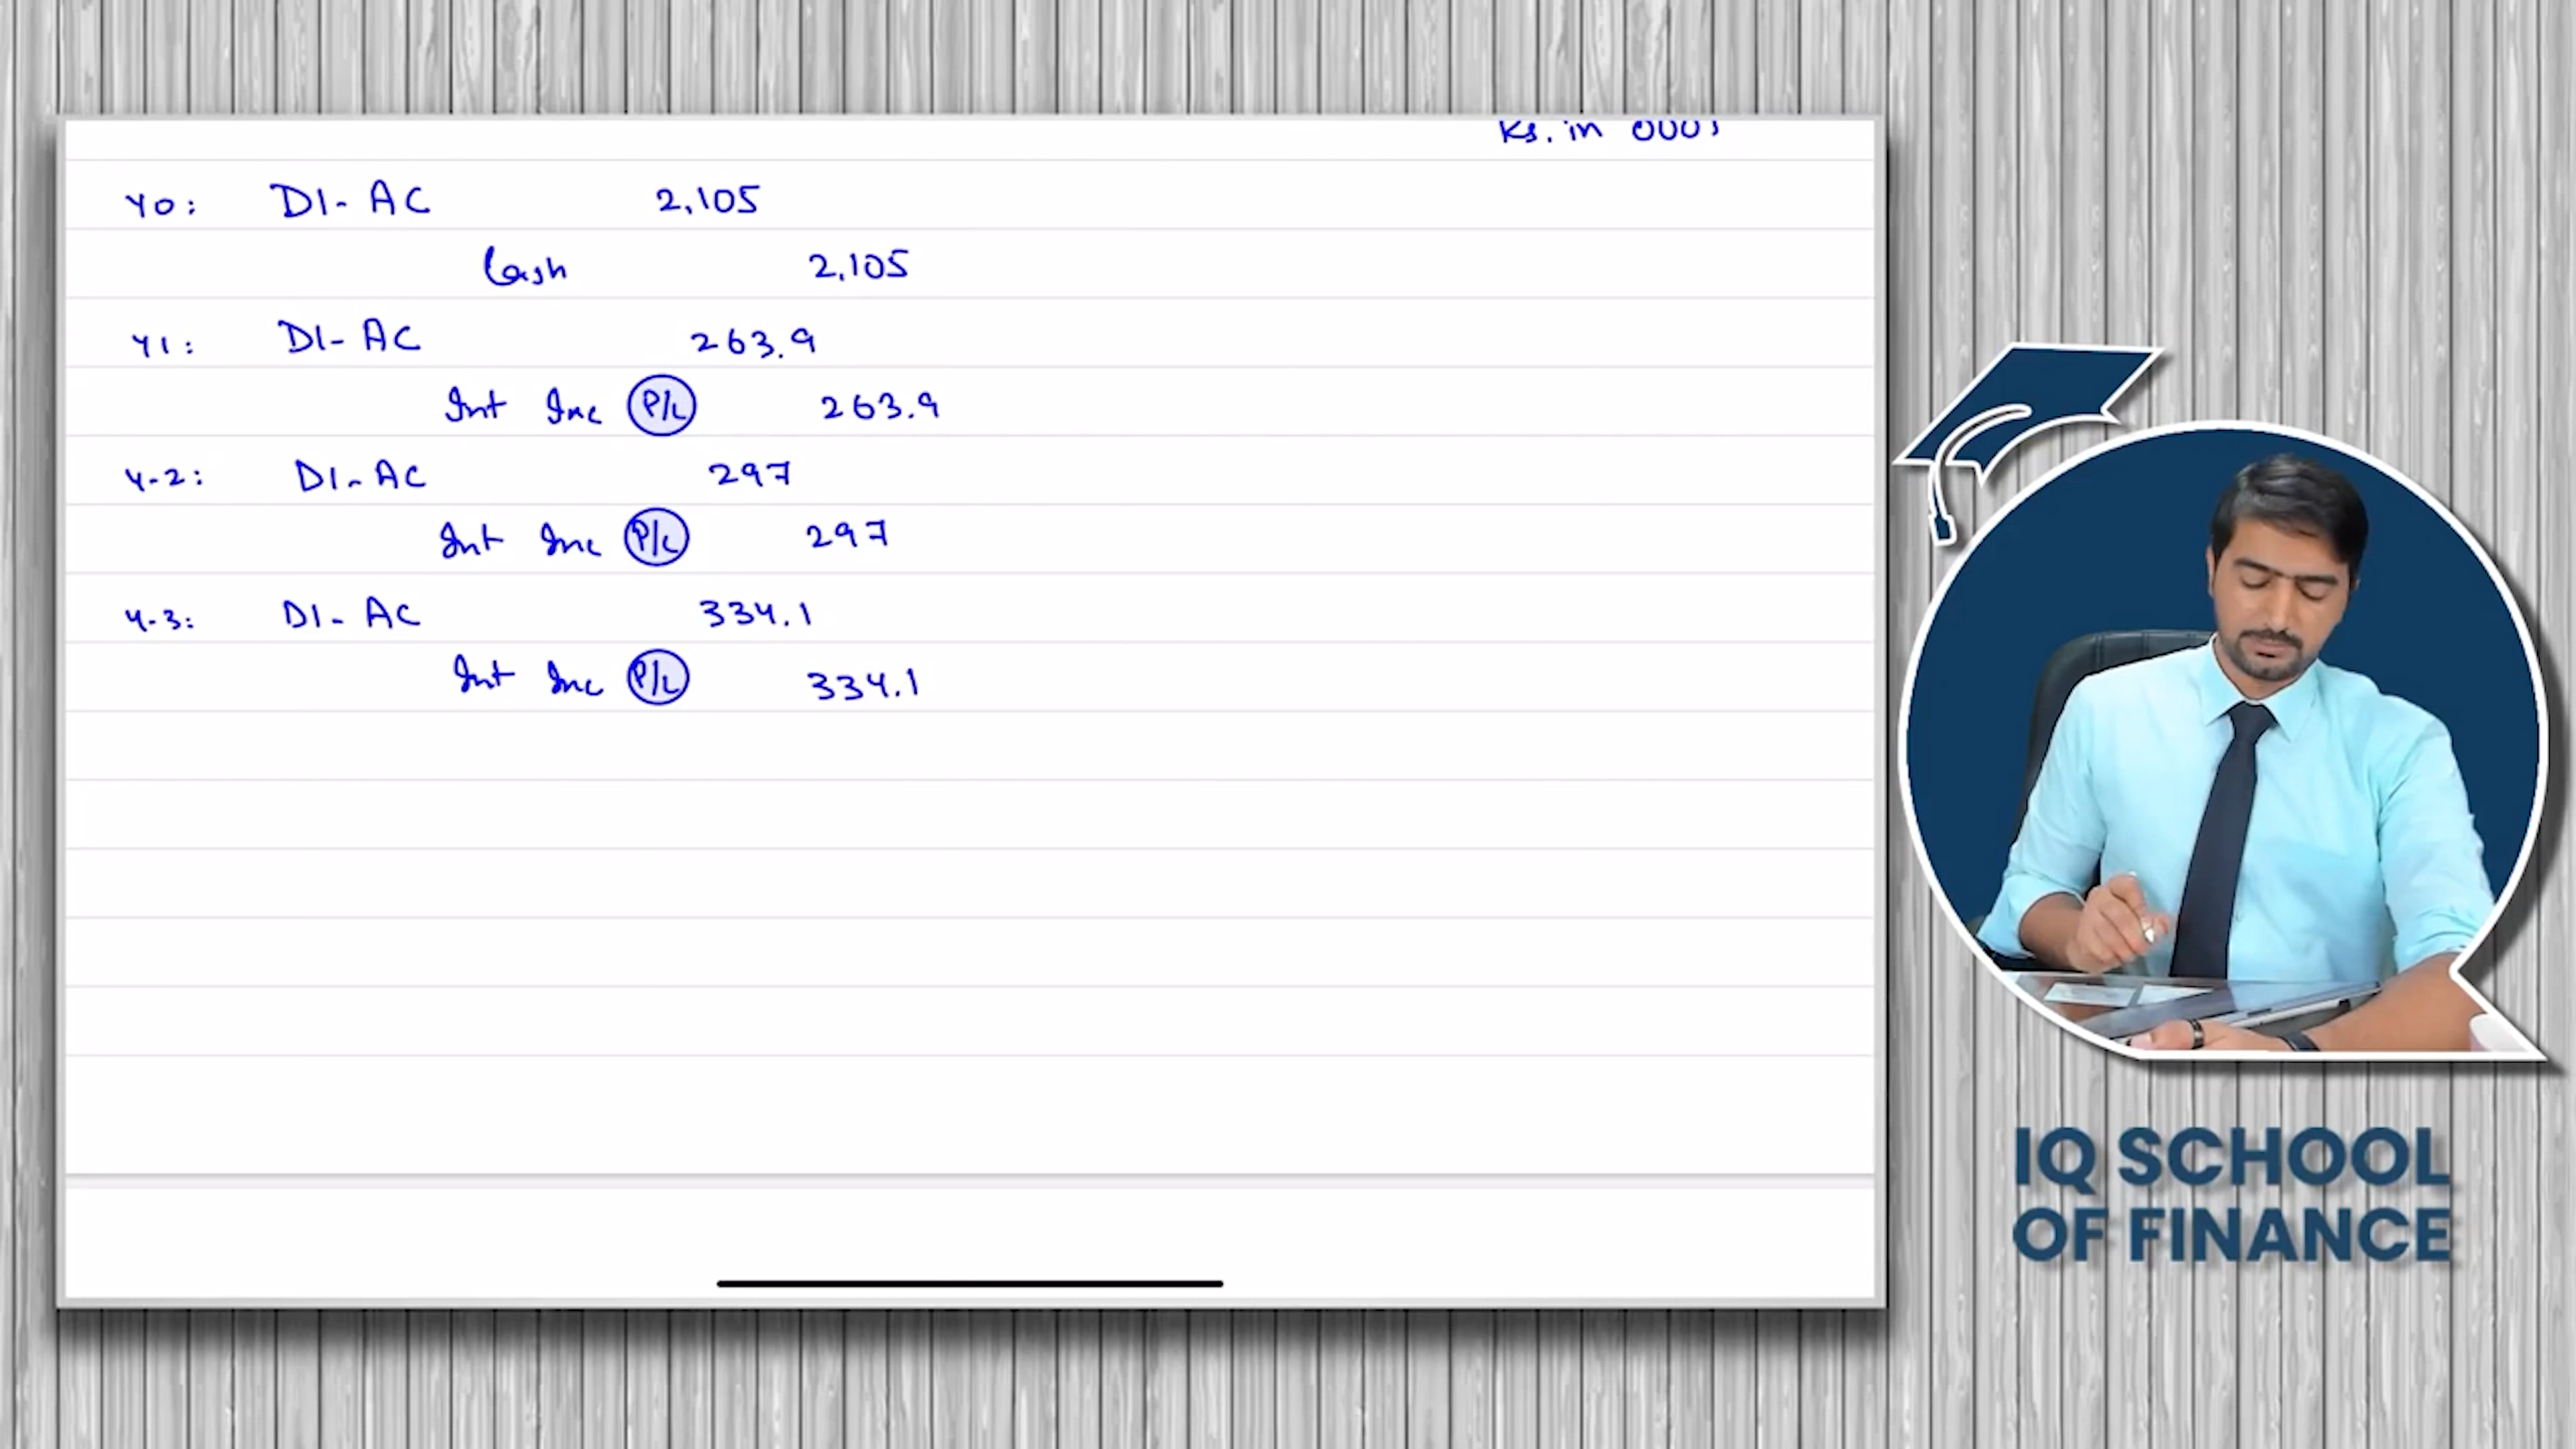 Rs. in 000s
Y0: DI-AC 2,105
Cash 2,105
Y1: DI-AC 263.9
Int Inc P/L 263.9
Y-2: DI-AC 297
Int Inc P/L 297
Y-3: DI-AC 334.1
Int Inc P/L 334.1
IQ SCHOOL
OF FINANCE